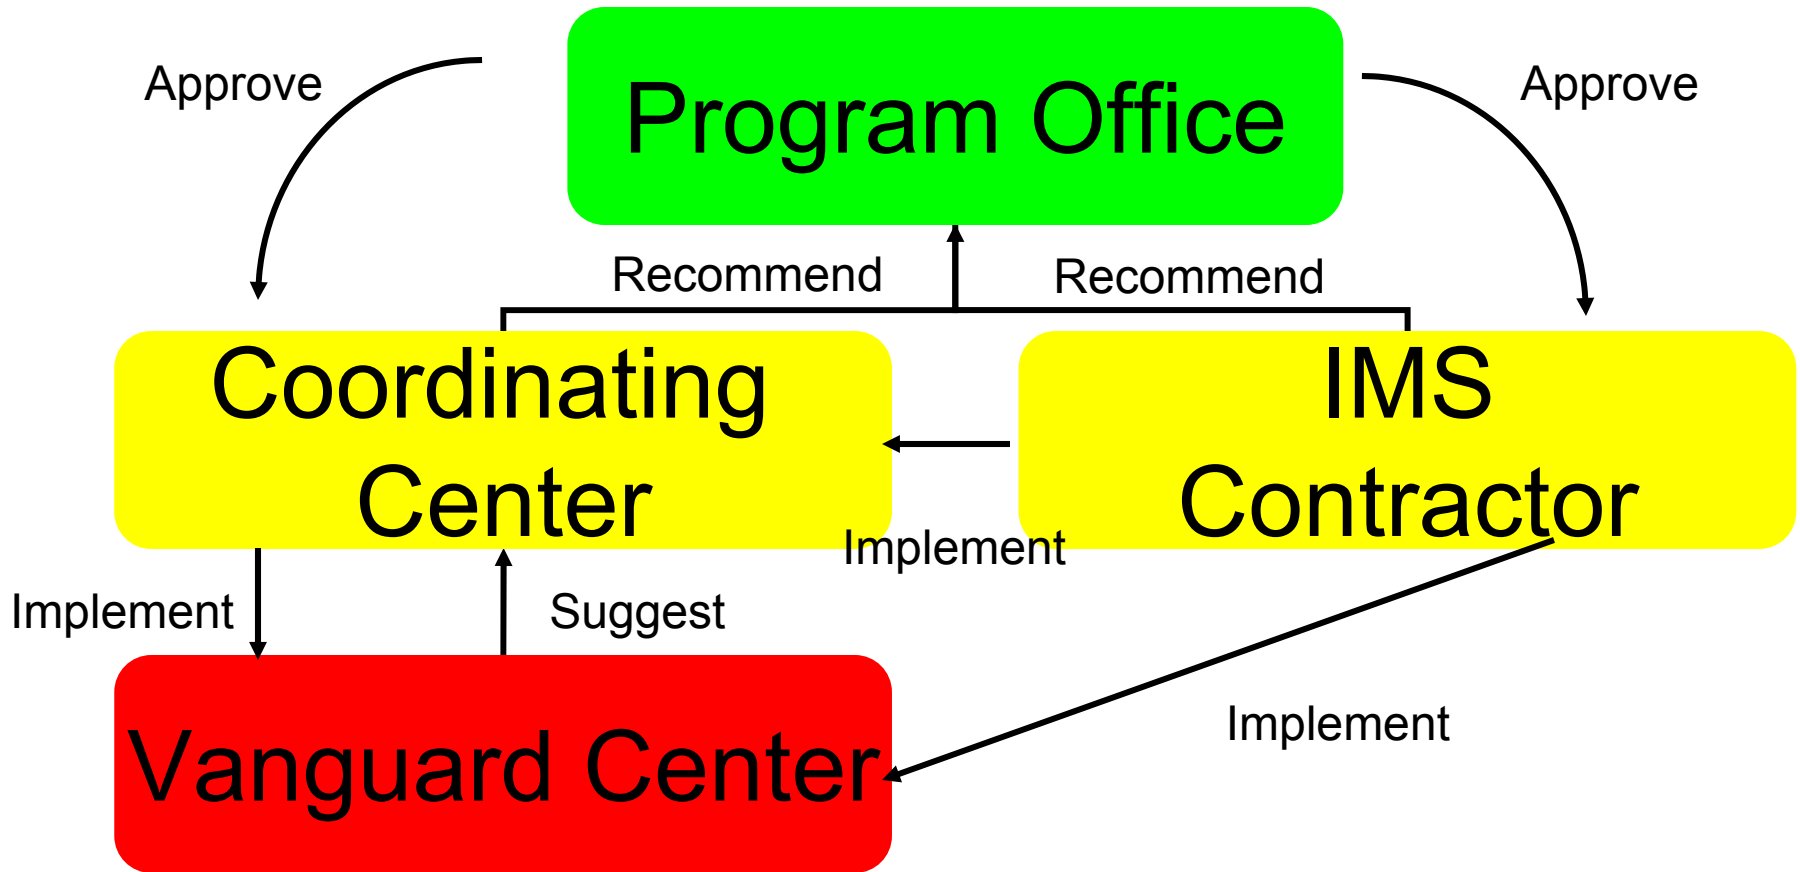 Approve
Program Office
Approve
Recommend
Recommend
Coordinating
Center
IMS
Contractor
Implement
Implement
Suggest
Vanguard Center
Implement